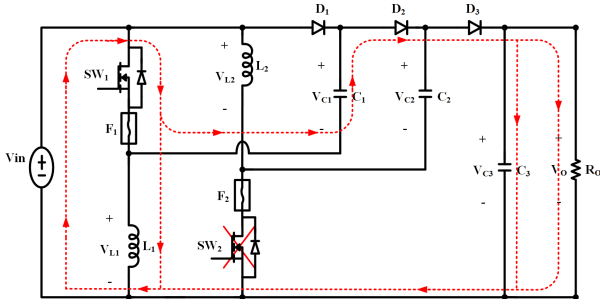 D1 D2 D3
SW1
+ L2 + +
VL2 VC1 C1 VC2 C2
- - -
F1
Vin
+ +
VC3 C3 VO RO
F2
- -
+
VL1 L1
SW2
-